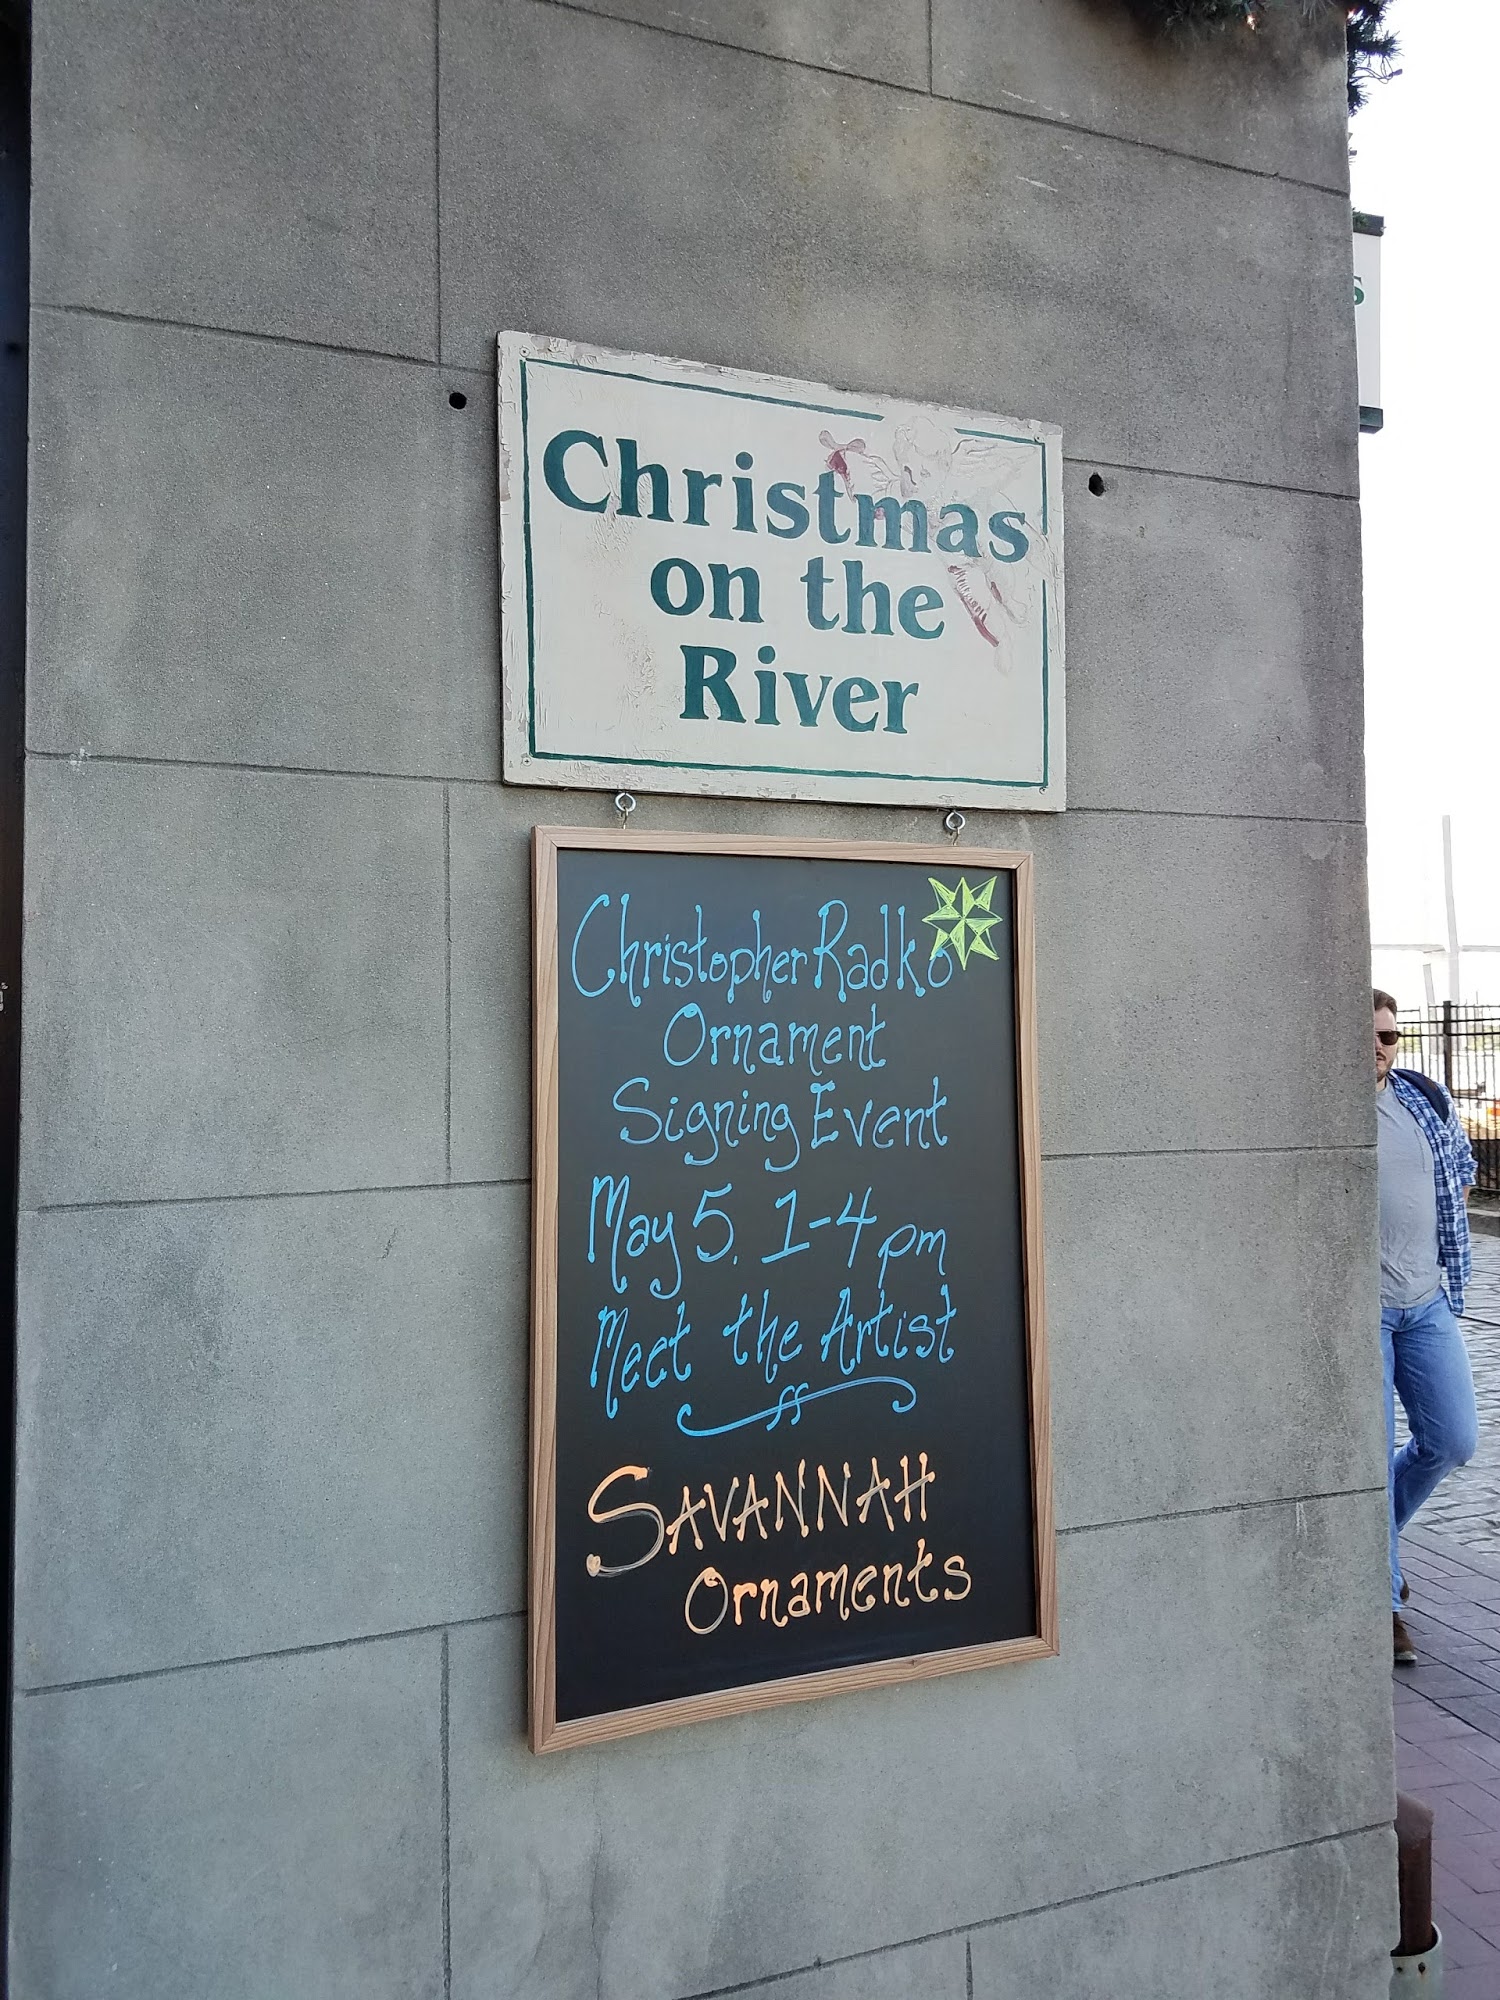 Christmas
on the
River
Christopher Radko
Ornament
Signing Event
May 5, 1-4 pm
Meet the Artist
SAVANNAH
Ornaments
s